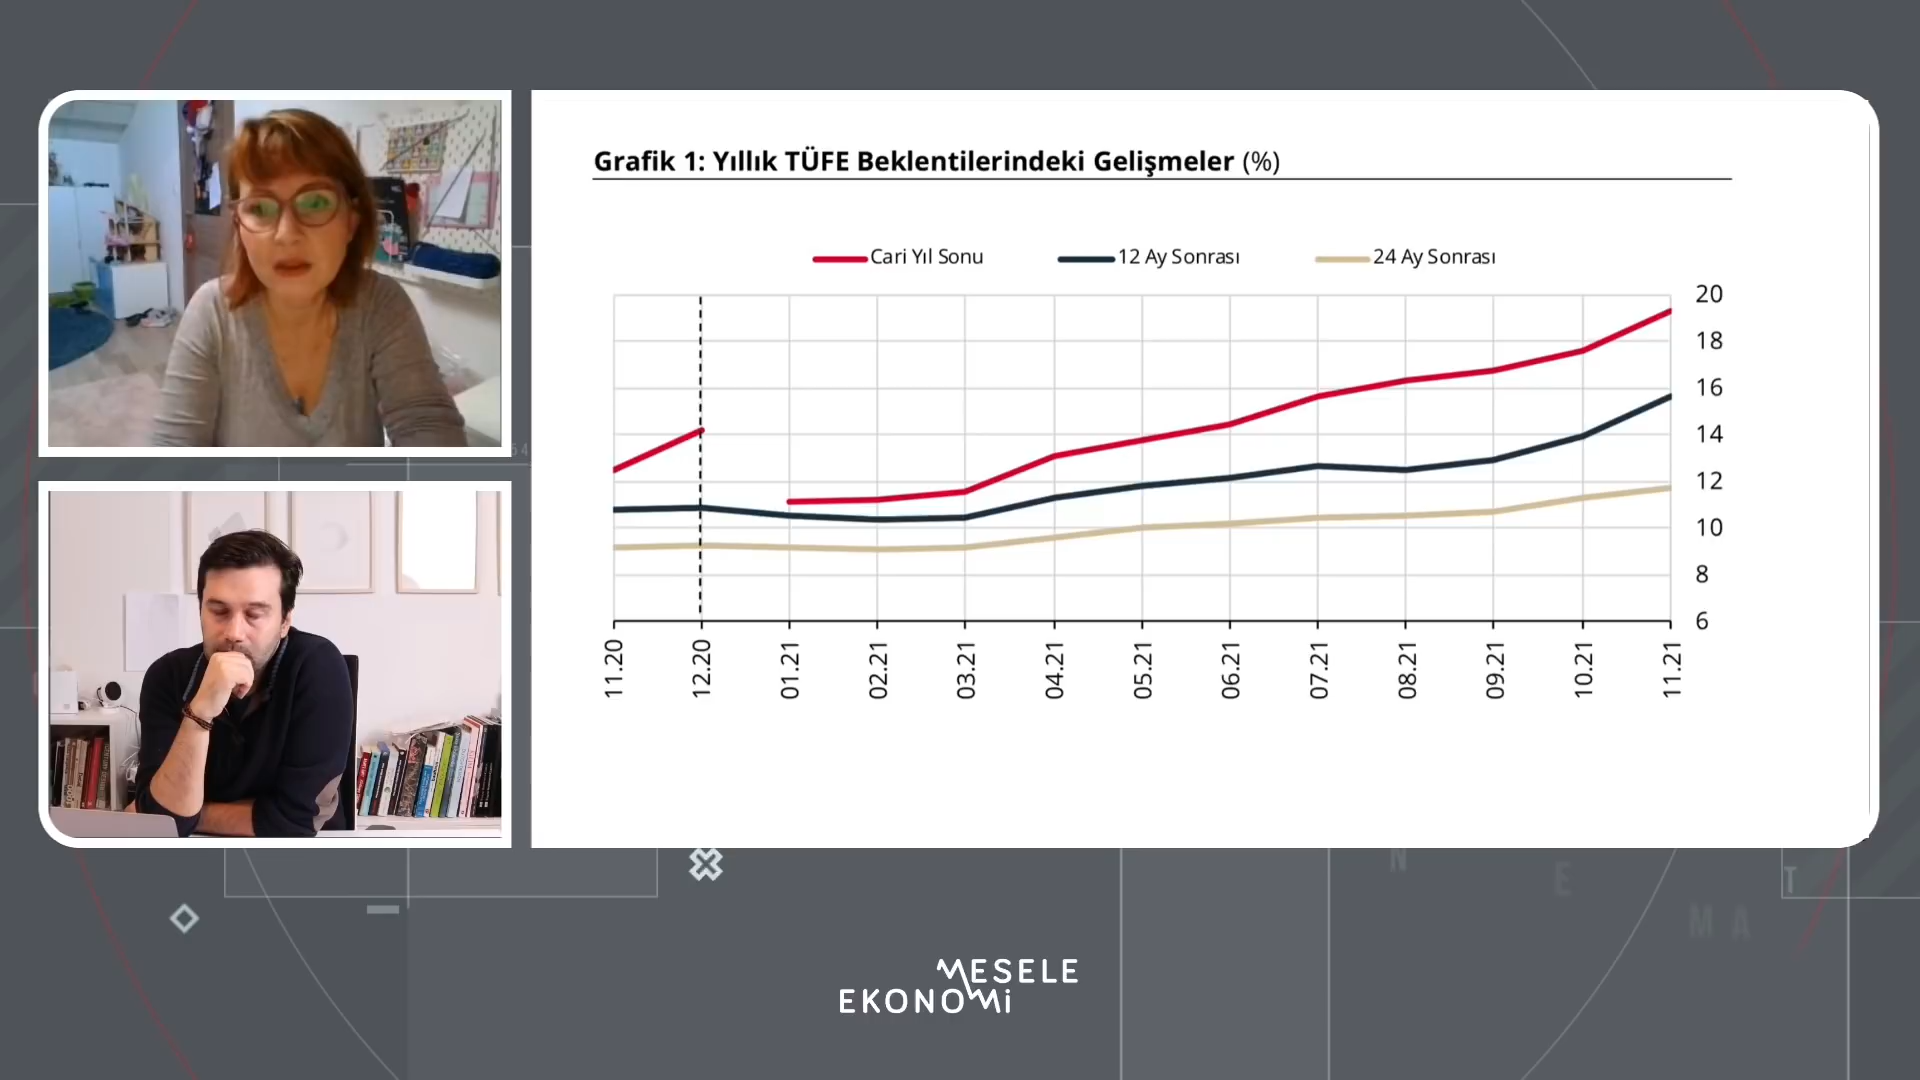 Grafik 1: Yıllık TÜFE Beklentilerindeki Gelişmeler (%)
Cari Yıl Sonu 12 Ay Sonrası 24 Ay Sonrası
20
18
16
14
12
10
8
6
11.20 12.20 01.21 02.21 03.21 04.21 05.21 06.21 07.21 08.21 09.21 10.21 11.21
54
N
E
T
M A
MESELE
EKONOMİ